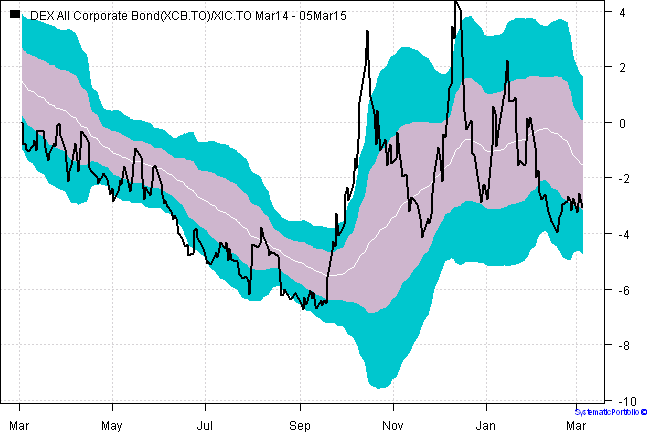 DEX All Corporate Bond(XCB.TO)/XIC.TO Mar14 - 05Mar15
4
2
0
-2
-4
-6
-8
-10
SystematicPortfolio ©
Mar May Jul Sep Nov Jan Mar